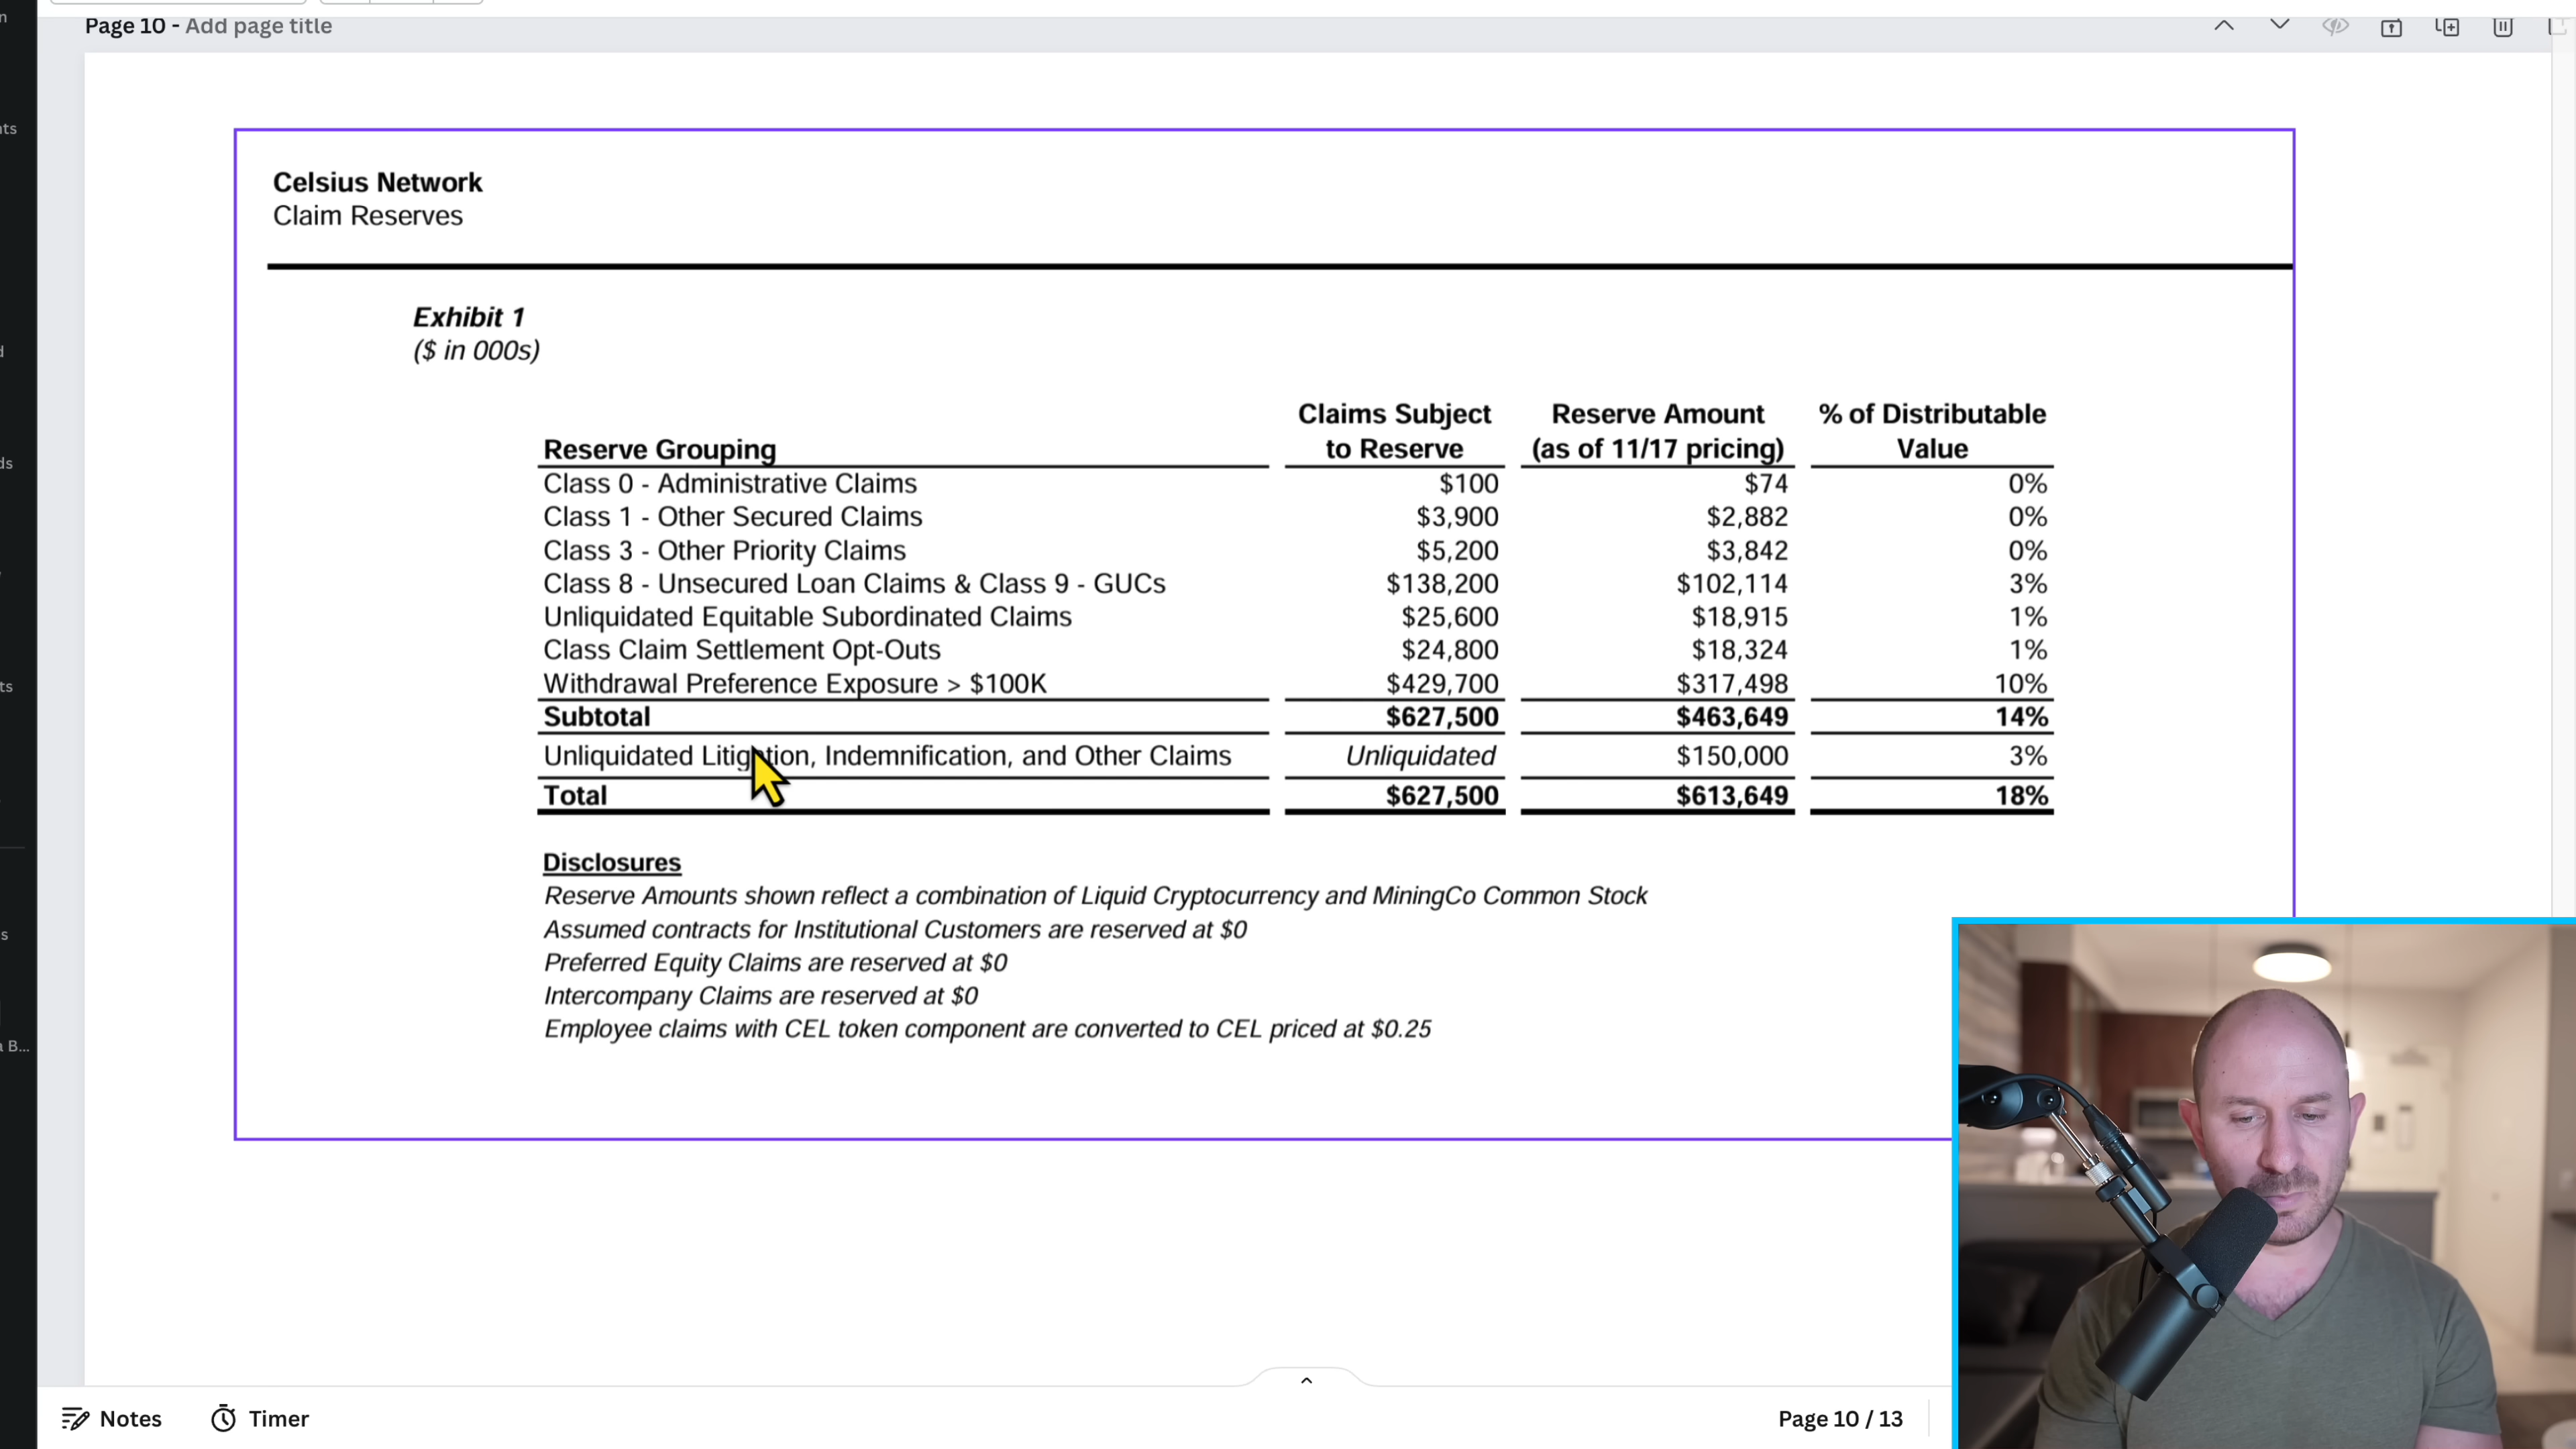 Page 10 - Add page title
Celsius Network
Claim Reserves
Exhibit 1
($ in 000s)
Reserve Grouping Claims Subject to Reserve Reserve Amount (as of 11/17 pricing) % of Distributable Value
Class 0 - Administrative Claims $100 $74 0%
Class 1 - Other Secured Claims $3,900 $2,882 0%
Class 3 - Other Priority Claims $5,200 $3,842 0%
Class 8 - Unsecured Loan Claims & Class 9 - GUCs $138,200 $102,114 3%
Unliquidated Equitable Subordinated Claims $25,600 $18,915 1%
Class Claim Settlement Opt-Outs $24,800 $18,324 1%
Withdrawal Preference Exposure > $100K $429,700 $317,498 10%
Subtotal $627,500 $463,649 14%
Unliquidated Litigation, Indemnification, and Other Claims Unliquidated $150,000 3%
Total $627,500 $613,649 18%
Disclosures
Reserve Amounts shown reflect a combination of Liquid Cryptocurrency and MiningCo Common Stock
Assumed contracts for Institutional Customers are reserved at $0
Preferred Equity Claims are reserved at $0
Intercompany Claims are reserved at $0
Employee claims with CEL token component are converted to CEL priced at $0.25
Notes Timer Page 10 / 13